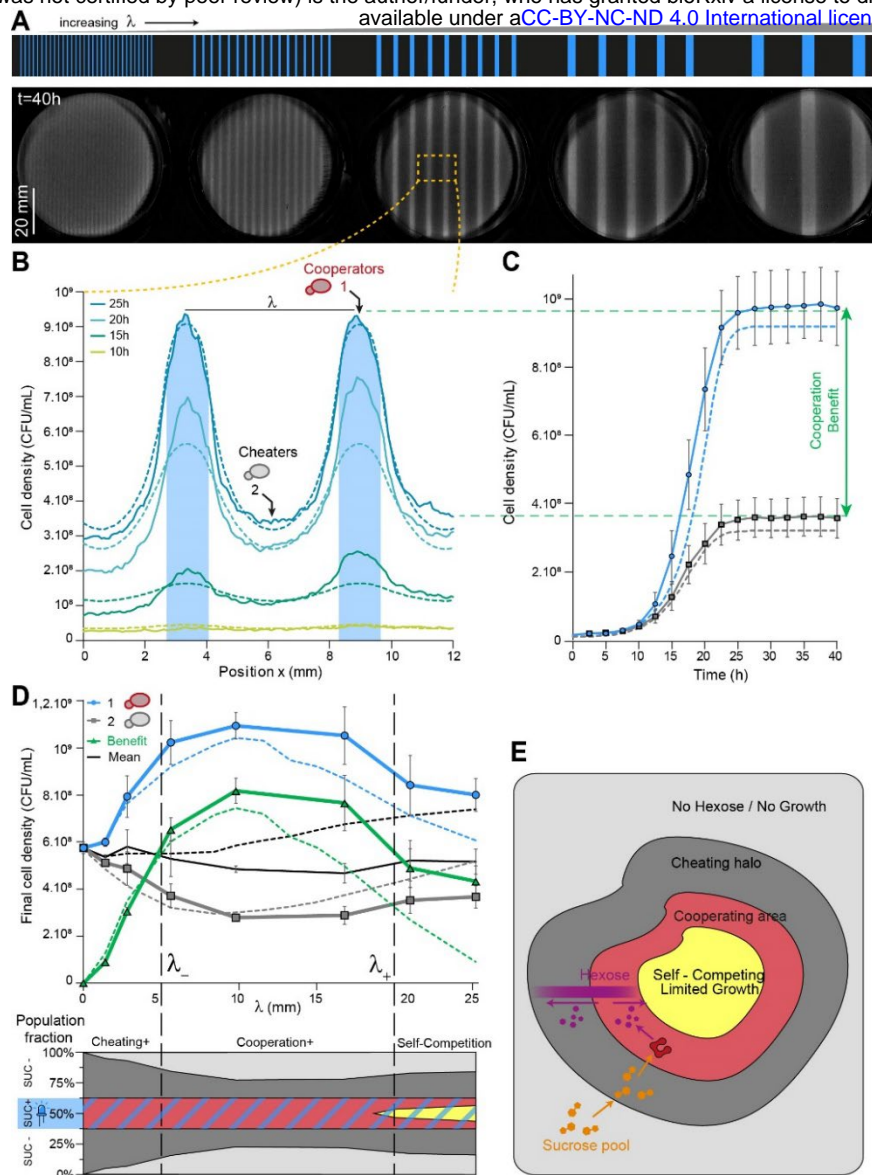 was not certified by peer review) is the author/funder, who has granted bioRxiv a license to di
available under aCC-BY-NC-ND 4.0 International licen
A
increasing λ
t=40h
20 mm
B
Cooperators
1
λ
25h
20h
15h
10h
Cheaters
2
10⁹
9.10⁸
8.10⁸
7.10⁸
6.10⁸
5.10⁸
4.10⁸
3.10⁸
2.10⁸
10⁸
0
Cell density (CFU/mL)
0 2 4 6 8 10 12
Position x (mm)
C
10⁹
8.10⁸
6.10⁸
4.10⁸
2.10⁸
0
Cell density (CFU/mL)
0 5 10 15 20 25 30 35 40
Time (h)
Cooperation
Benefit
D
1
2
Benefit
Mean
1,2.10⁹
10⁹
8.10⁸
6.10⁸
4.10⁸
2.10⁸
0
Final cell density (CFU/mL)
λ₋
λ₊
0 5 10 15 20 25
λ (mm)
Population
fraction
Cheating+ Cooperation+ Self-Competition
100%
75%
50%
25%
0%
SUC -
SUC+
SUC -
E
No Hexose / No Growth
Cheating halo
Cooperating area
Hexose
Self - Competing
Limited Growth
Sucrose pool